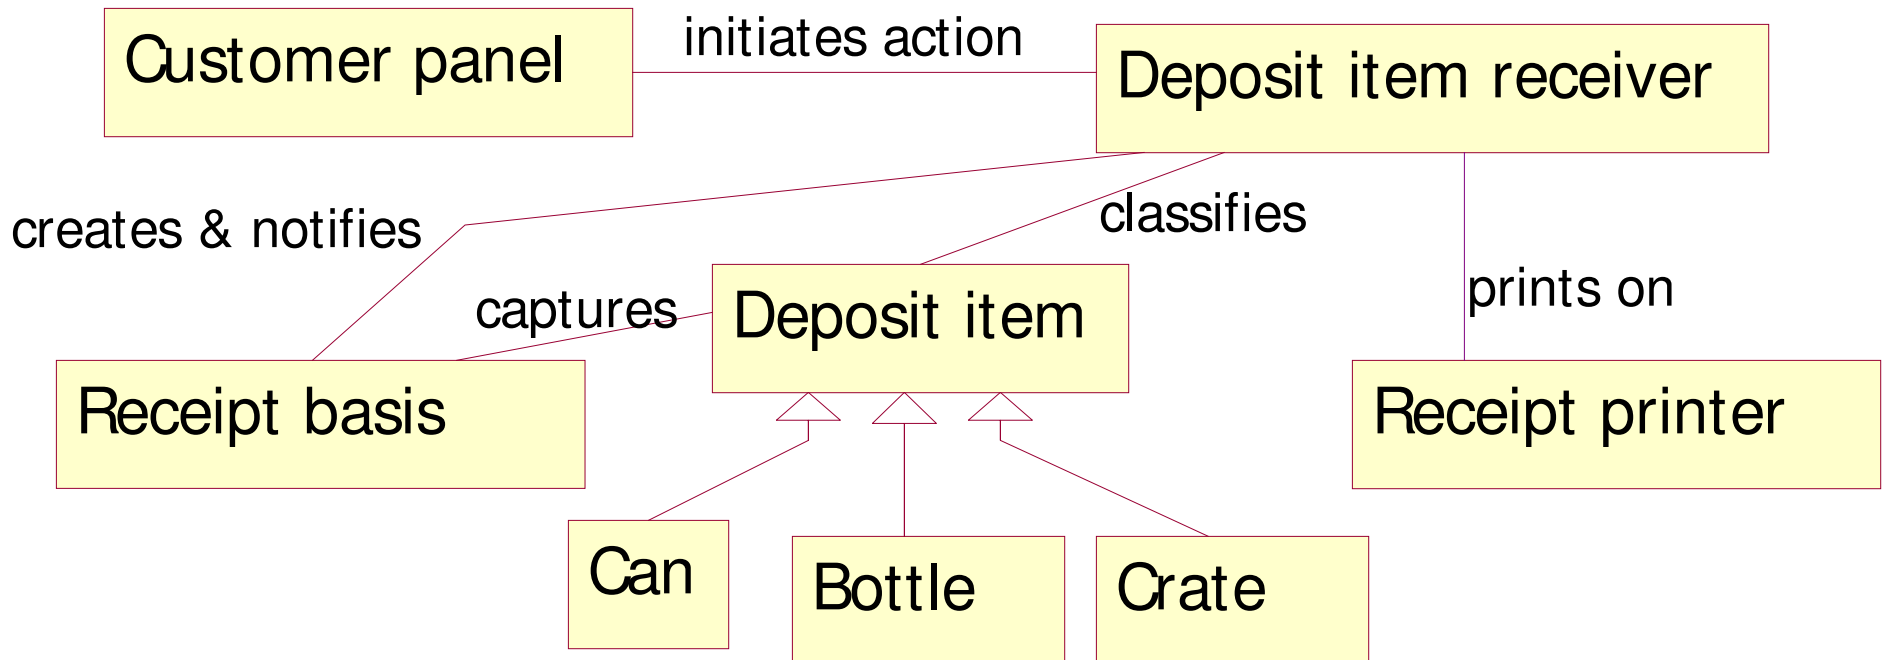 Customer panel
initiates action
Deposit item receiver
creates & notifies
classifies
captures
Deposit item
prints on
Receipt basis
Receipt printer
Can
Bottle
Crate